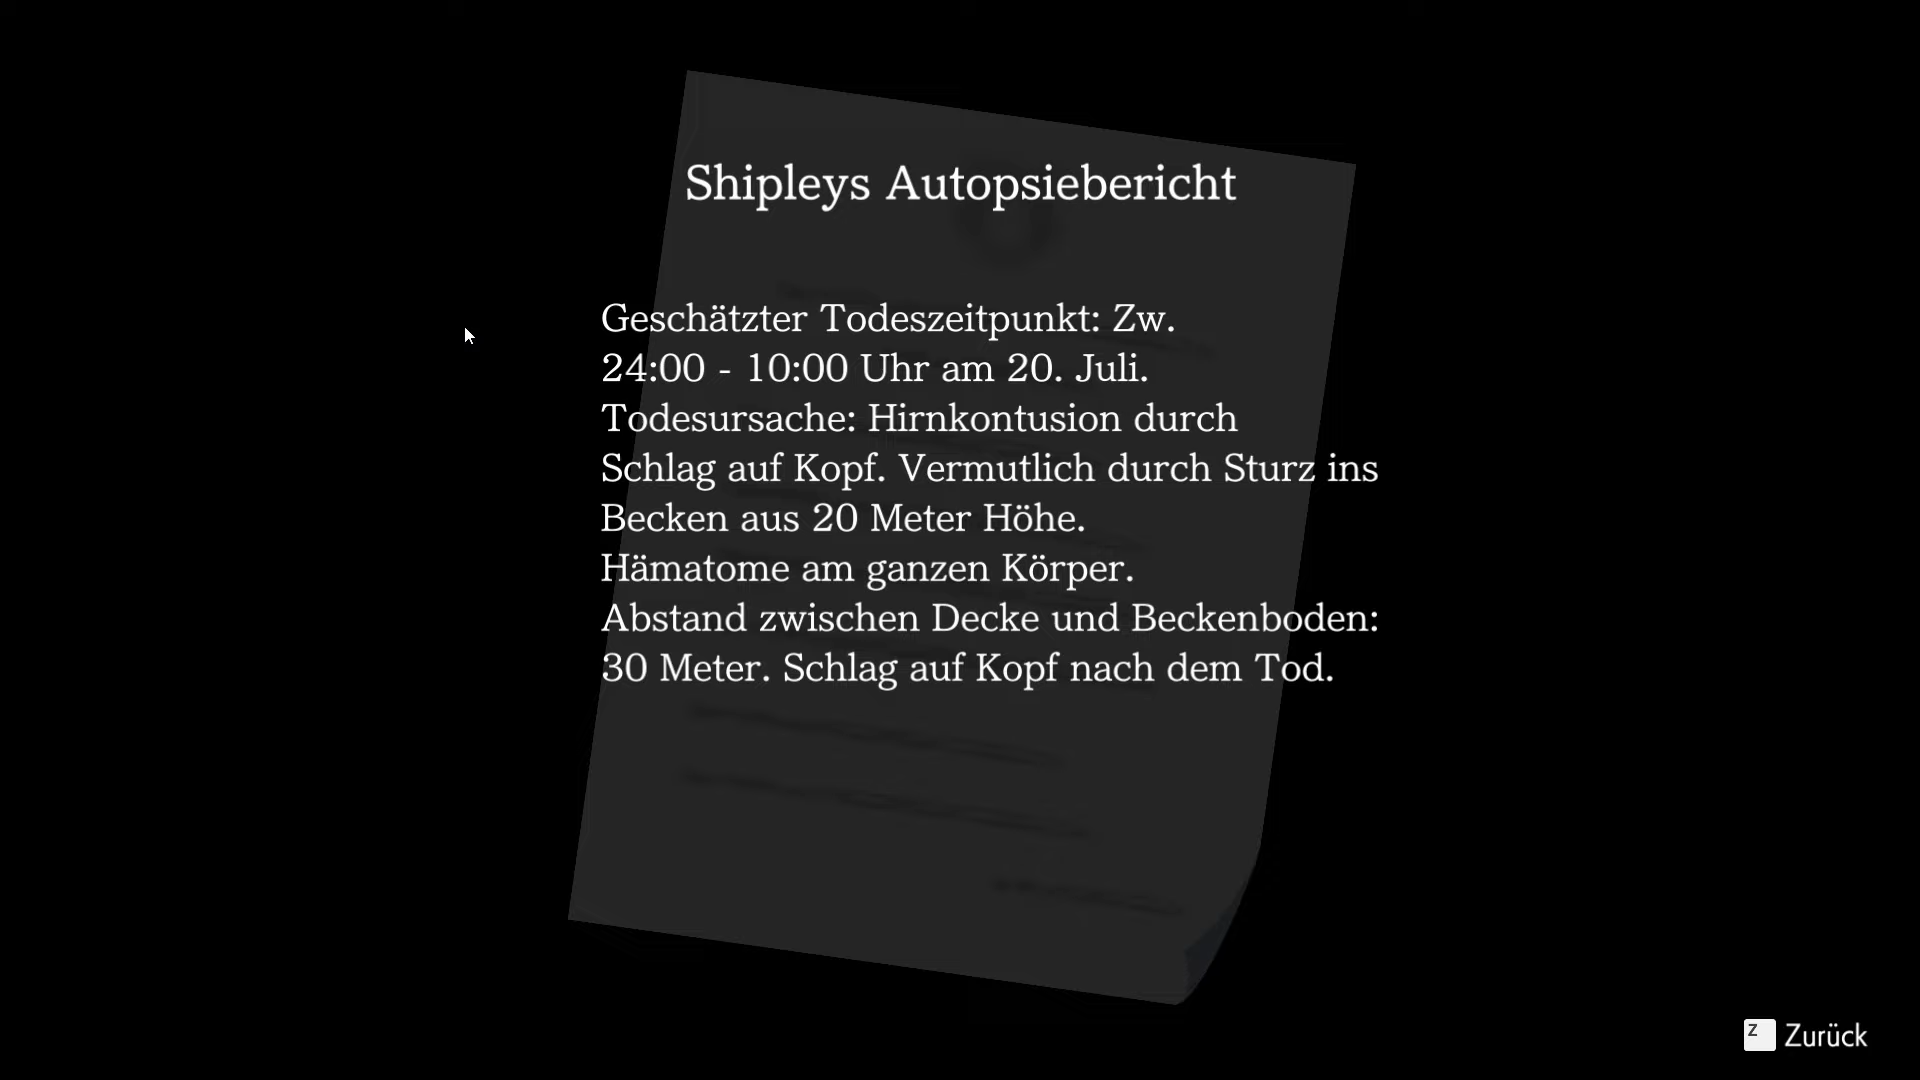 Shipleys Autopsiebericht
Geschätzter Todeszeitpunkt: Zw.
24:00 - 10:00 Uhr am 20. Juli.
Todesursache: Hirnkontusion durch
Schlag auf Kopf. Vermutlich durch Sturz ins
Becken aus 20 Meter Höhe.
Hämatome am ganzen Körper.
Abstand zwischen Decke und Beckenboden:
30 Meter. Schlag auf Kopf nach dem Tod.
Z Zurück